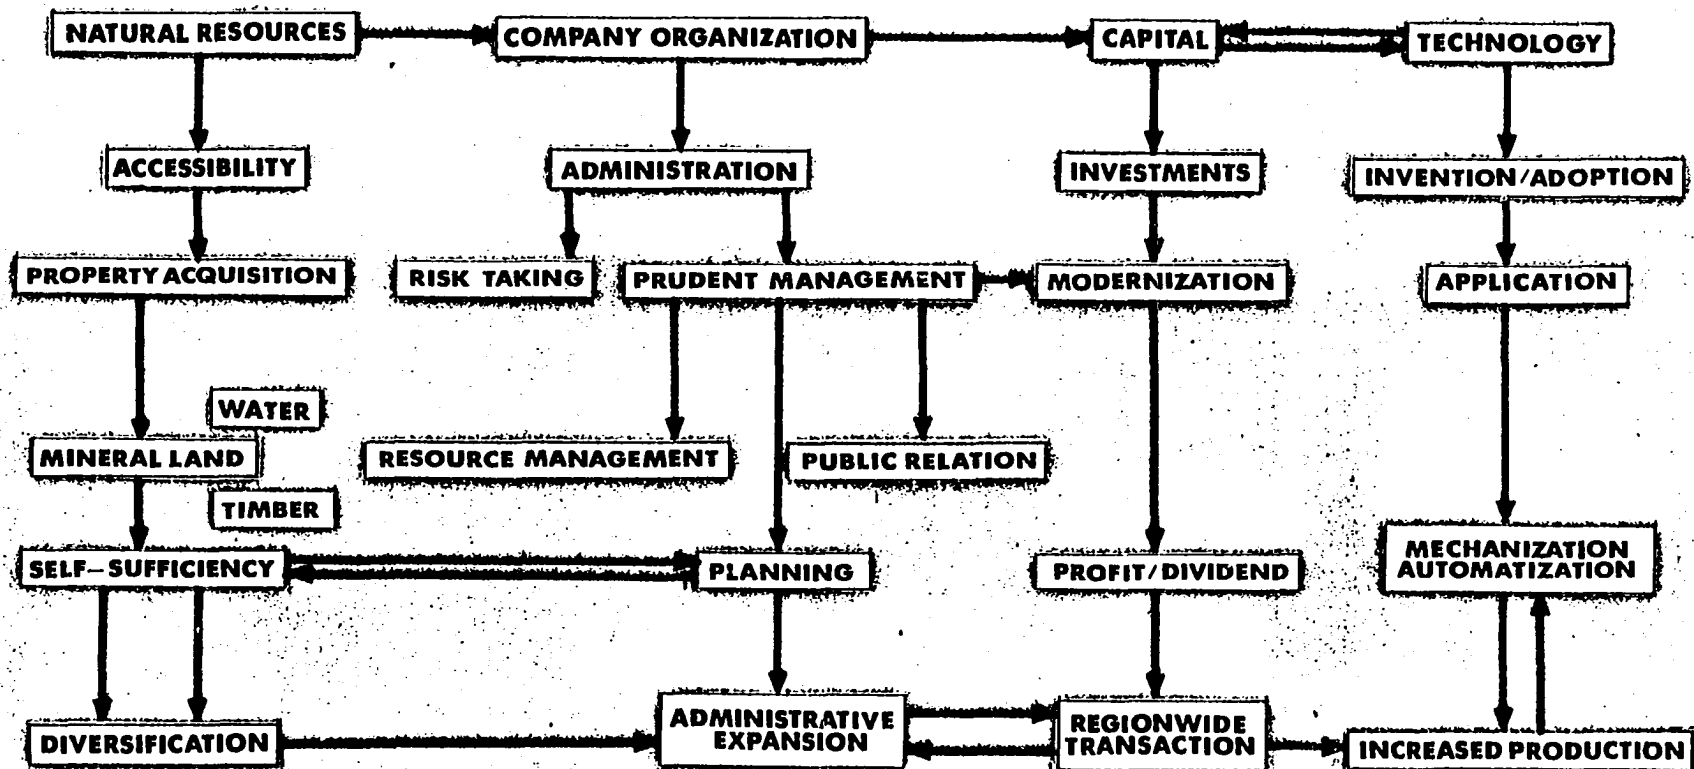 NATURAL RESOURCES
COMPANY ORGANIZATION
CAPITAL
TECHNOLOGY
ACCESSIBILITY
ADMINISTRATION
INVESTMENTS
INVENTION/ADOPTION
PROPERTY ACQUISITION
RISK TAKING
PRUDENT MANAGEMENT
MODERNIZATION
APPLICATION
WATER
MINERAL LAND
RESOURCE MANAGEMENT
PUBLIC RELATION
TIMBER
SELF-SUFFICIENCY
PLANNING
PROFIT/DIVIDEND
MECHANIZATION
AUTOMATIZATION
DIVERSIFICATION
ADMINISTRATIVE
EXPANSION
REGIONWIDE
TRANSACTION
INCREASED PRODUCTION